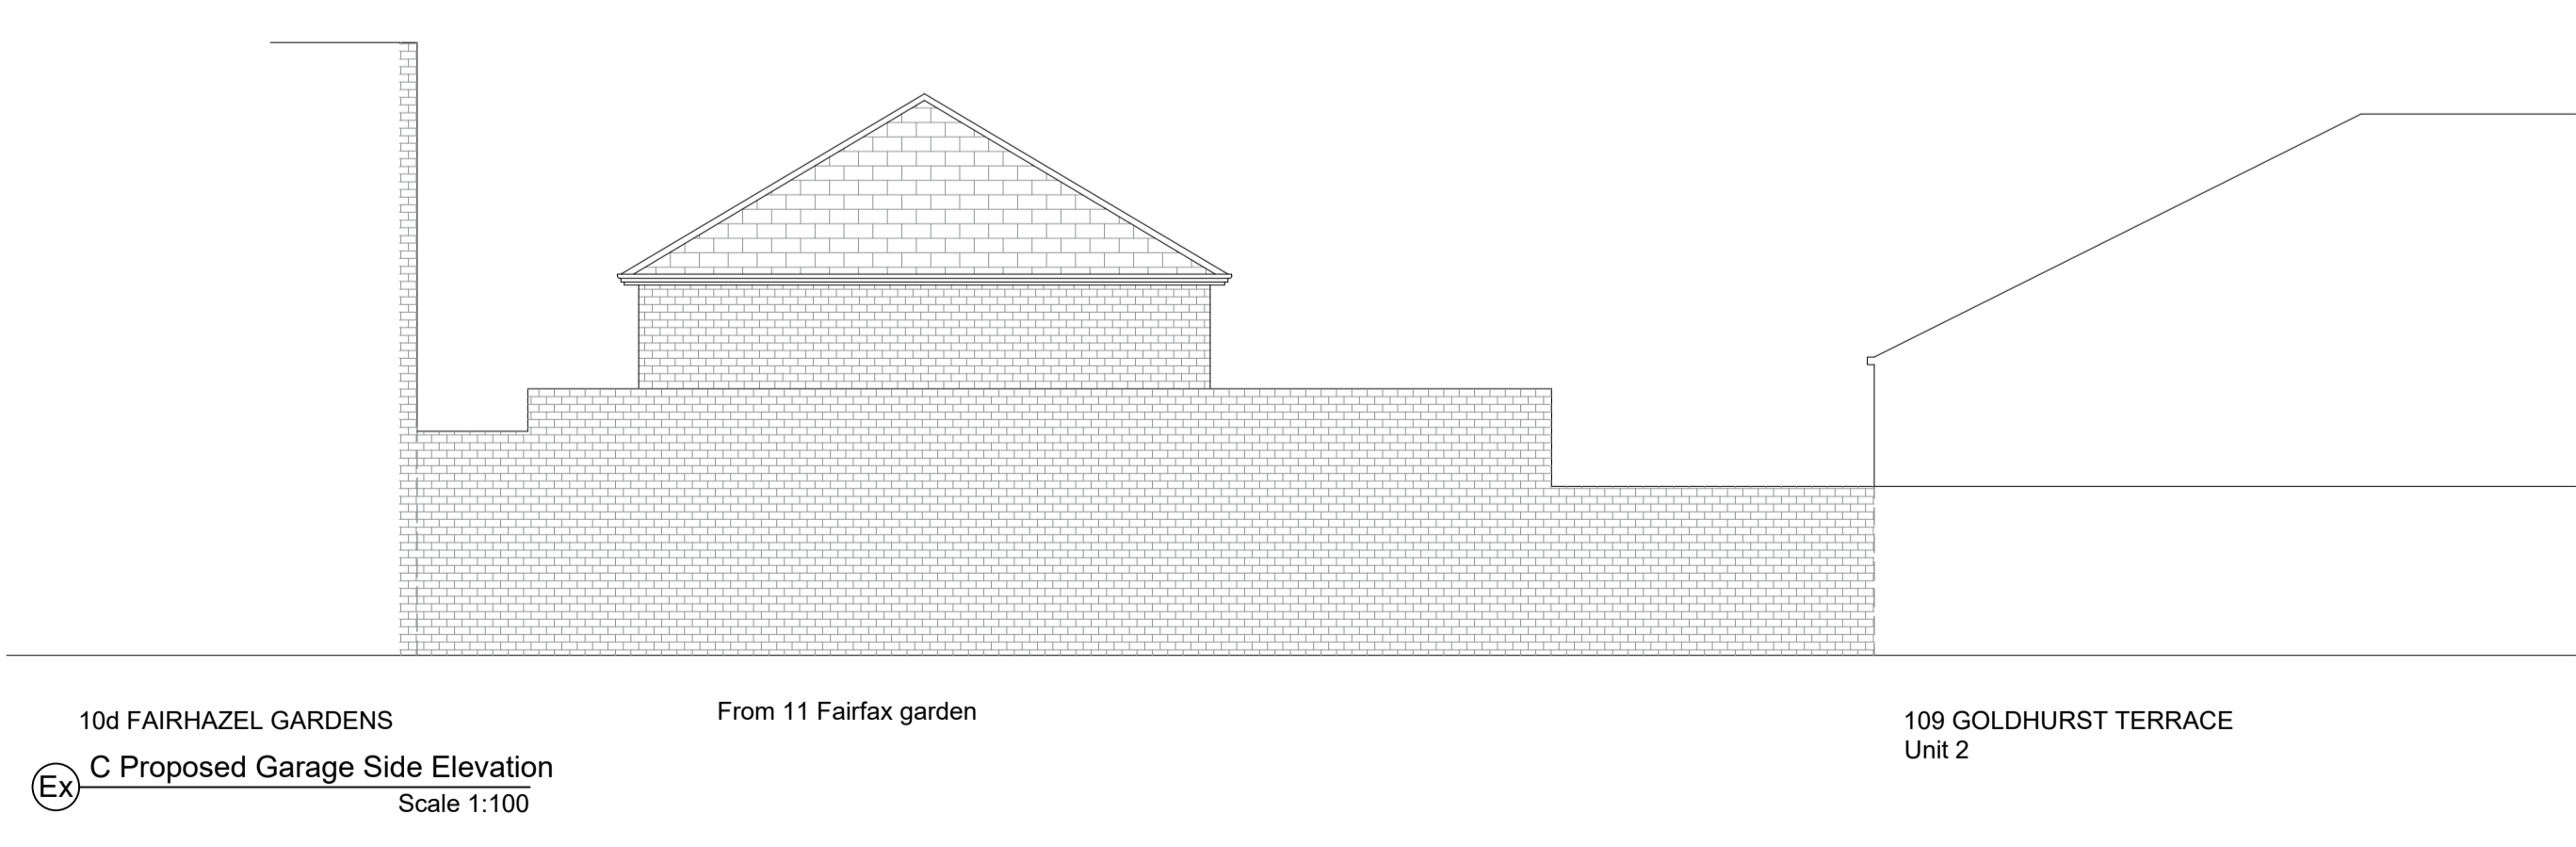 10d FAIRHAZEL GARDENS
From 11 Fairfax garden
109 GOLDHURST TERRACE
Unit 2
Ex
C Proposed Garage Side Elevation
Scale 1:100